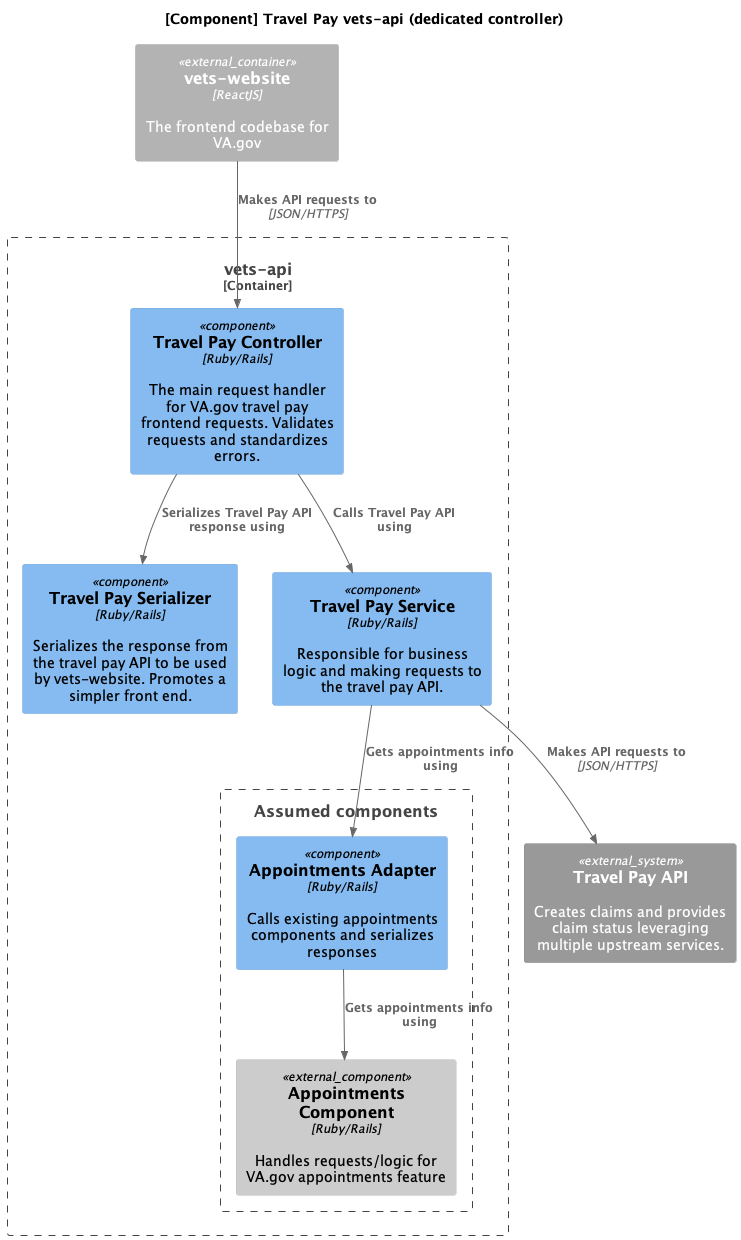 [Component] Travel Pay vets-api (dedicated controller)
«external_container»
vets-website
[ReactJS]
The frontend codebase for
VA.gov
Makes API requests to
[JSON/HTTPS]
vets-api
[Container]
«component»
Travel Pay Controller
[Ruby/Rails]
The main request handler
for VA.gov travel pay
frontend requests. Validates
requests and standardizes
errors.
Serializes Travel Pay API
response using
Calls Travel Pay API
using
«component»
Travel Pay Serializer
[Ruby/Rails]
Serializes the response from
the travel pay API to be used
by vets-website. Promotes a
simpler front end.
«component»
Travel Pay Service
[Ruby/Rails]
Responsible for business
logic and making requests to
the travel pay API.
Gets appointments info
using
Makes API requests to
[JSON/HTTPS]
Assumed components
«component»
Appointments Adapter
[Ruby/Rails]
Calls existing appointments
components and serializes
responses
«external_system»
Travel Pay API
Creates claims and provides
claim status leveraging
multiple upstream services.
Gets appointments info
using
«external_component»
Appointments
Component
[Ruby/Rails]
Handles requests/logic for
VA.gov appointments feature